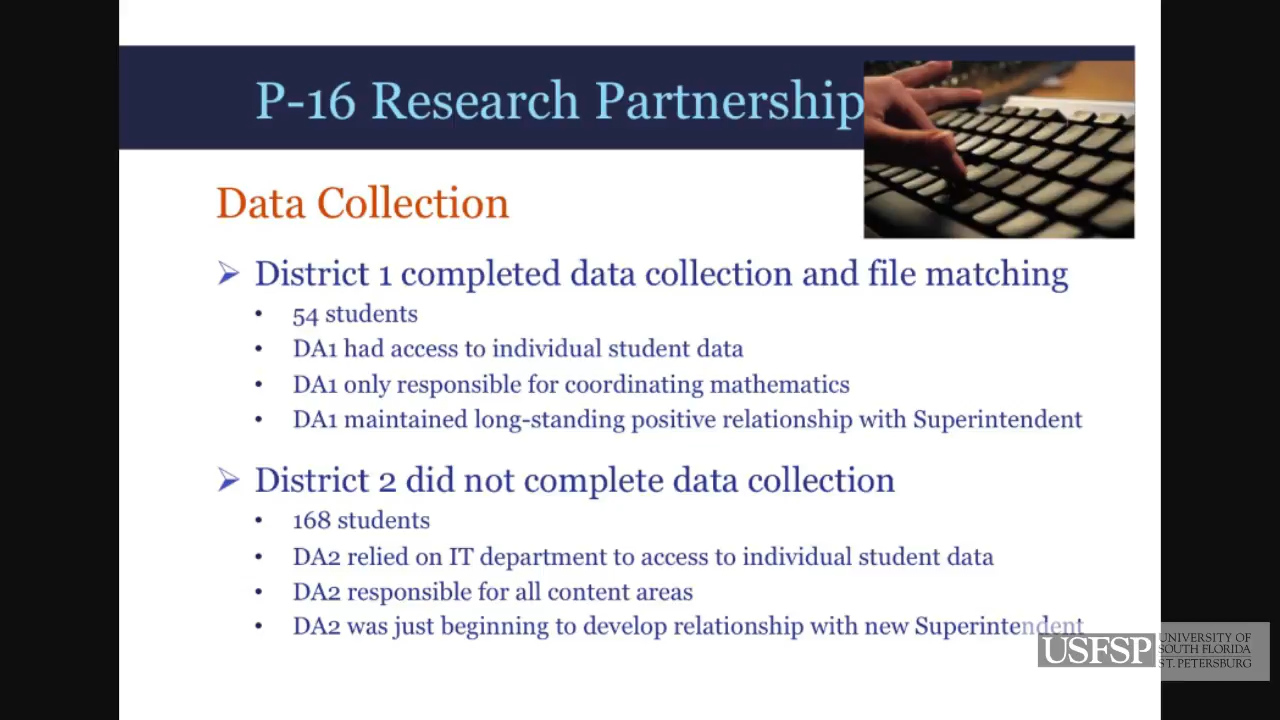 P-16 Research Partnership
Data Collection
District 1 completed data collection and file matching
54 students
DA1 had access to individual student data
DA1 only responsible for coordinating mathematics
DA1 maintained long-standing positive relationship with Superintendent
District 2 did not complete data collection
168 students
DA2 relied on IT department to access to individual student data
DA2 responsible for all content areas
DA2 was just beginning to develop relationship with new Superintendent
USFSP
UNIVERSITY OF
SOUTH FLORIDA
ST. PETERSBURG